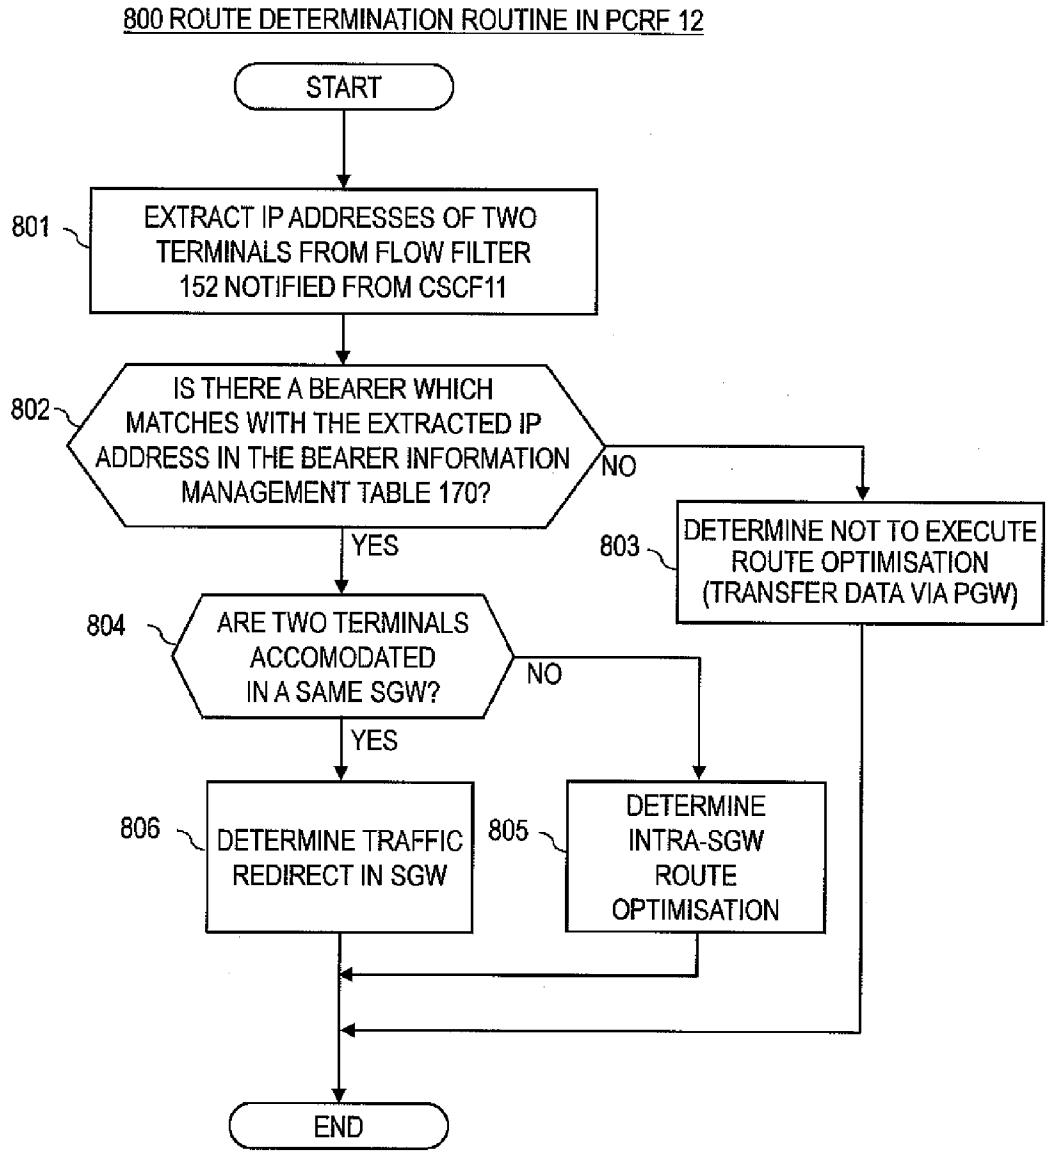 800 ROUTE DETERMINATION ROUTINE IN PCRF 12
START
801
EXTRACT IP ADDRESSES OF TWO
TERMINALS FROM FLOW FILTER
152 NOTIFIED FROM CSCF11
802
IS THERE A BEARER WHICH
MATCHES WITH THE EXTRACTED IP
ADDRESS IN THE BEARER INFORMATION
MANAGEMENT TABLE 170?
NO
YES
803
DETERMINE NOT TO EXECUTE
ROUTE OPTIMISATION
(TRANSFER DATA VIA PGW)
804
ARE TWO TERMINALS
ACCOMODATED
IN A SAME SGW?
NO
YES
806
DETERMINE TRAFFIC
REDIRECT IN SGW
805
DETERMINE
INTRA-SGW
ROUTE
OPTIMISATION
END